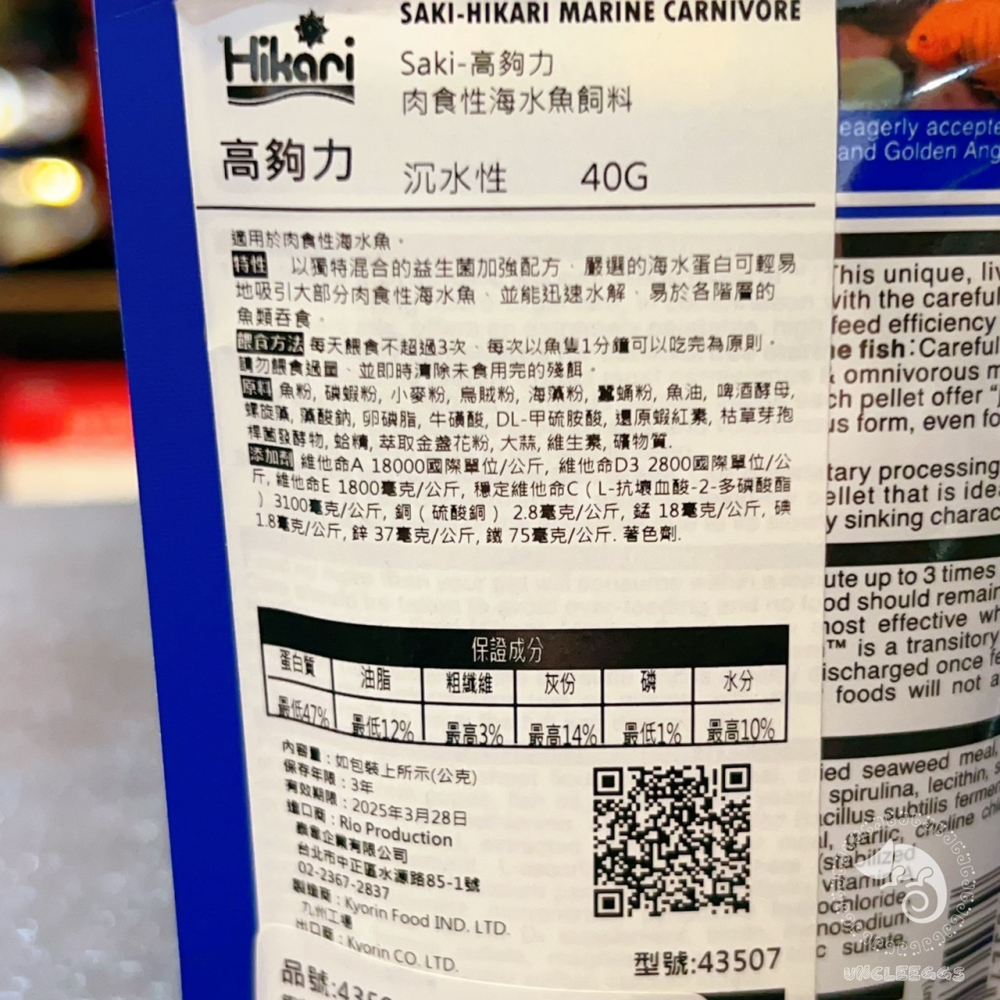 SAKI-HIKARI MARINE CARNIVORE
Hikari
Saki-高夠力
肉食性海水魚飼料
高夠力 沉水性 40G
適用於肉食性海水魚。
特性 以獨特混合的益生菌加強配方、嚴選的海水蛋白可輕易
地吸引大部分肉食性海水魚、並能迅速水解、易於各階層的
魚類吞食。
餵食方法 每天餵食不超過3次、每次以魚隻1分鐘可以吃完為原則。
請勿餵食過量、並即時清除未食用完的殘餌。
原料 魚粉, 磷蝦粉, 小麥粉, 烏賊粉, 海藻粉, 蠶蛹粉, 魚油, 啤酒酵母,
螺旋藻, 藻酸鈉, 卵磷脂, 牛磺酸, DL-甲硫胺酸, 還原蝦紅素, 枯草芽孢
桿菌發酵物, 蛤精, 萃取金盞花粉, 大蒜, 維生素, 礦物質.
添加劑 維他命A 18000國際單位/公斤, 維他命D3 2800國際單位/公
斤, 維他命E 1800毫克/公斤, 穩定維他命C（L-抗壞血酸-2-多磷酸酯
）3100毫克/公斤, 銅（硫酸銅）2.8毫克/公斤, 錳 18毫克/公斤, 碘
1.8毫克/公斤, 鋅 37毫克/公斤, 鐵 75毫克/公斤. 著色劑.
保證成分
蛋白質 油脂 粗纖維 灰份 磷 水分
最低47% 最低12% 最高3% 最高14% 最低1% 最高10%
內容量：如包裝上所示(公克)
保存年限：3年
有效期限：2025年3月28日
進口商：Rio Production
台北市中正區水源路85-1號
02-2367-2837
製造商：Kyorin Food IND. LTD.
九州工場
出口商：Kyorin CO. LTD.
型號:43507
品號:435
eagerly accepte
and Golden Ang
This unique, liv
with the careful
feed efficiency
e fish:Careful
& omnivorous m
ch pellet offer "
us form, even fo
tary processing
ellet that is ide
y sinking charac
ute up to 3 times
od should remain
nost effective wh
™ is a transitory
ischarged once fe
foods will not a
ied seaweed meal,
spirulina, lecithin, s
acillus subtilis fermen
l, garlic, choline ch
(stabilized
vitamin
ochloride
nosodium
c sulfate
UNCLEEGGS